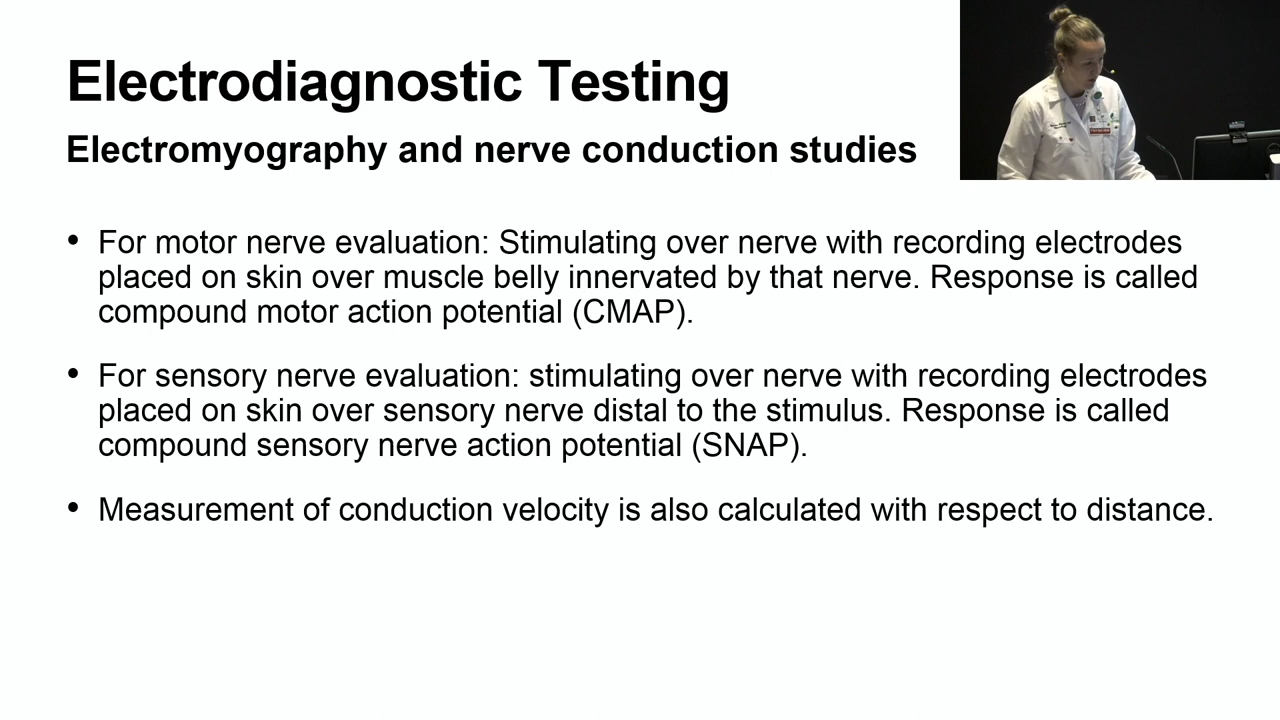 Electrodiagnostic Testing
Electromyography and nerve conduction studies
• For motor nerve evaluation: Stimulating over nerve with recording electrodes
placed on skin over muscle belly innervated by that nerve. Response is called
compound motor action potential (CMAP).
• For sensory nerve evaluation: stimulating over nerve with recording electrodes
placed on skin over sensory nerve distal to the stimulus. Response is called
compound sensory nerve action potential (SNAP).
• Measurement of conduction velocity is also calculated with respect to distance.